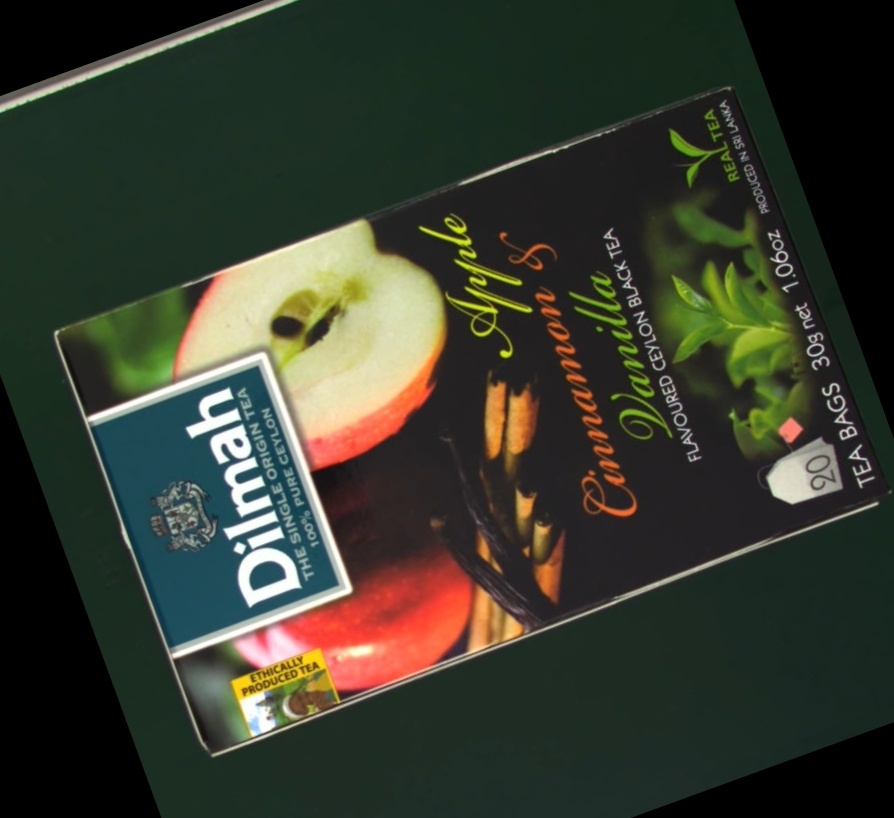 Dilmah
THE SINGLE ORIGIN TEA
100% PURE CEYLON
ETHICALLY
PRODUCED TEA
Apple
Cinnamon &
Vanilla
FLAVOURED CEYLON BLACK TEA
REAL TEA
PRODUCED IN SRI LANKA
20
TEA BAGS 30g net 1.06oz